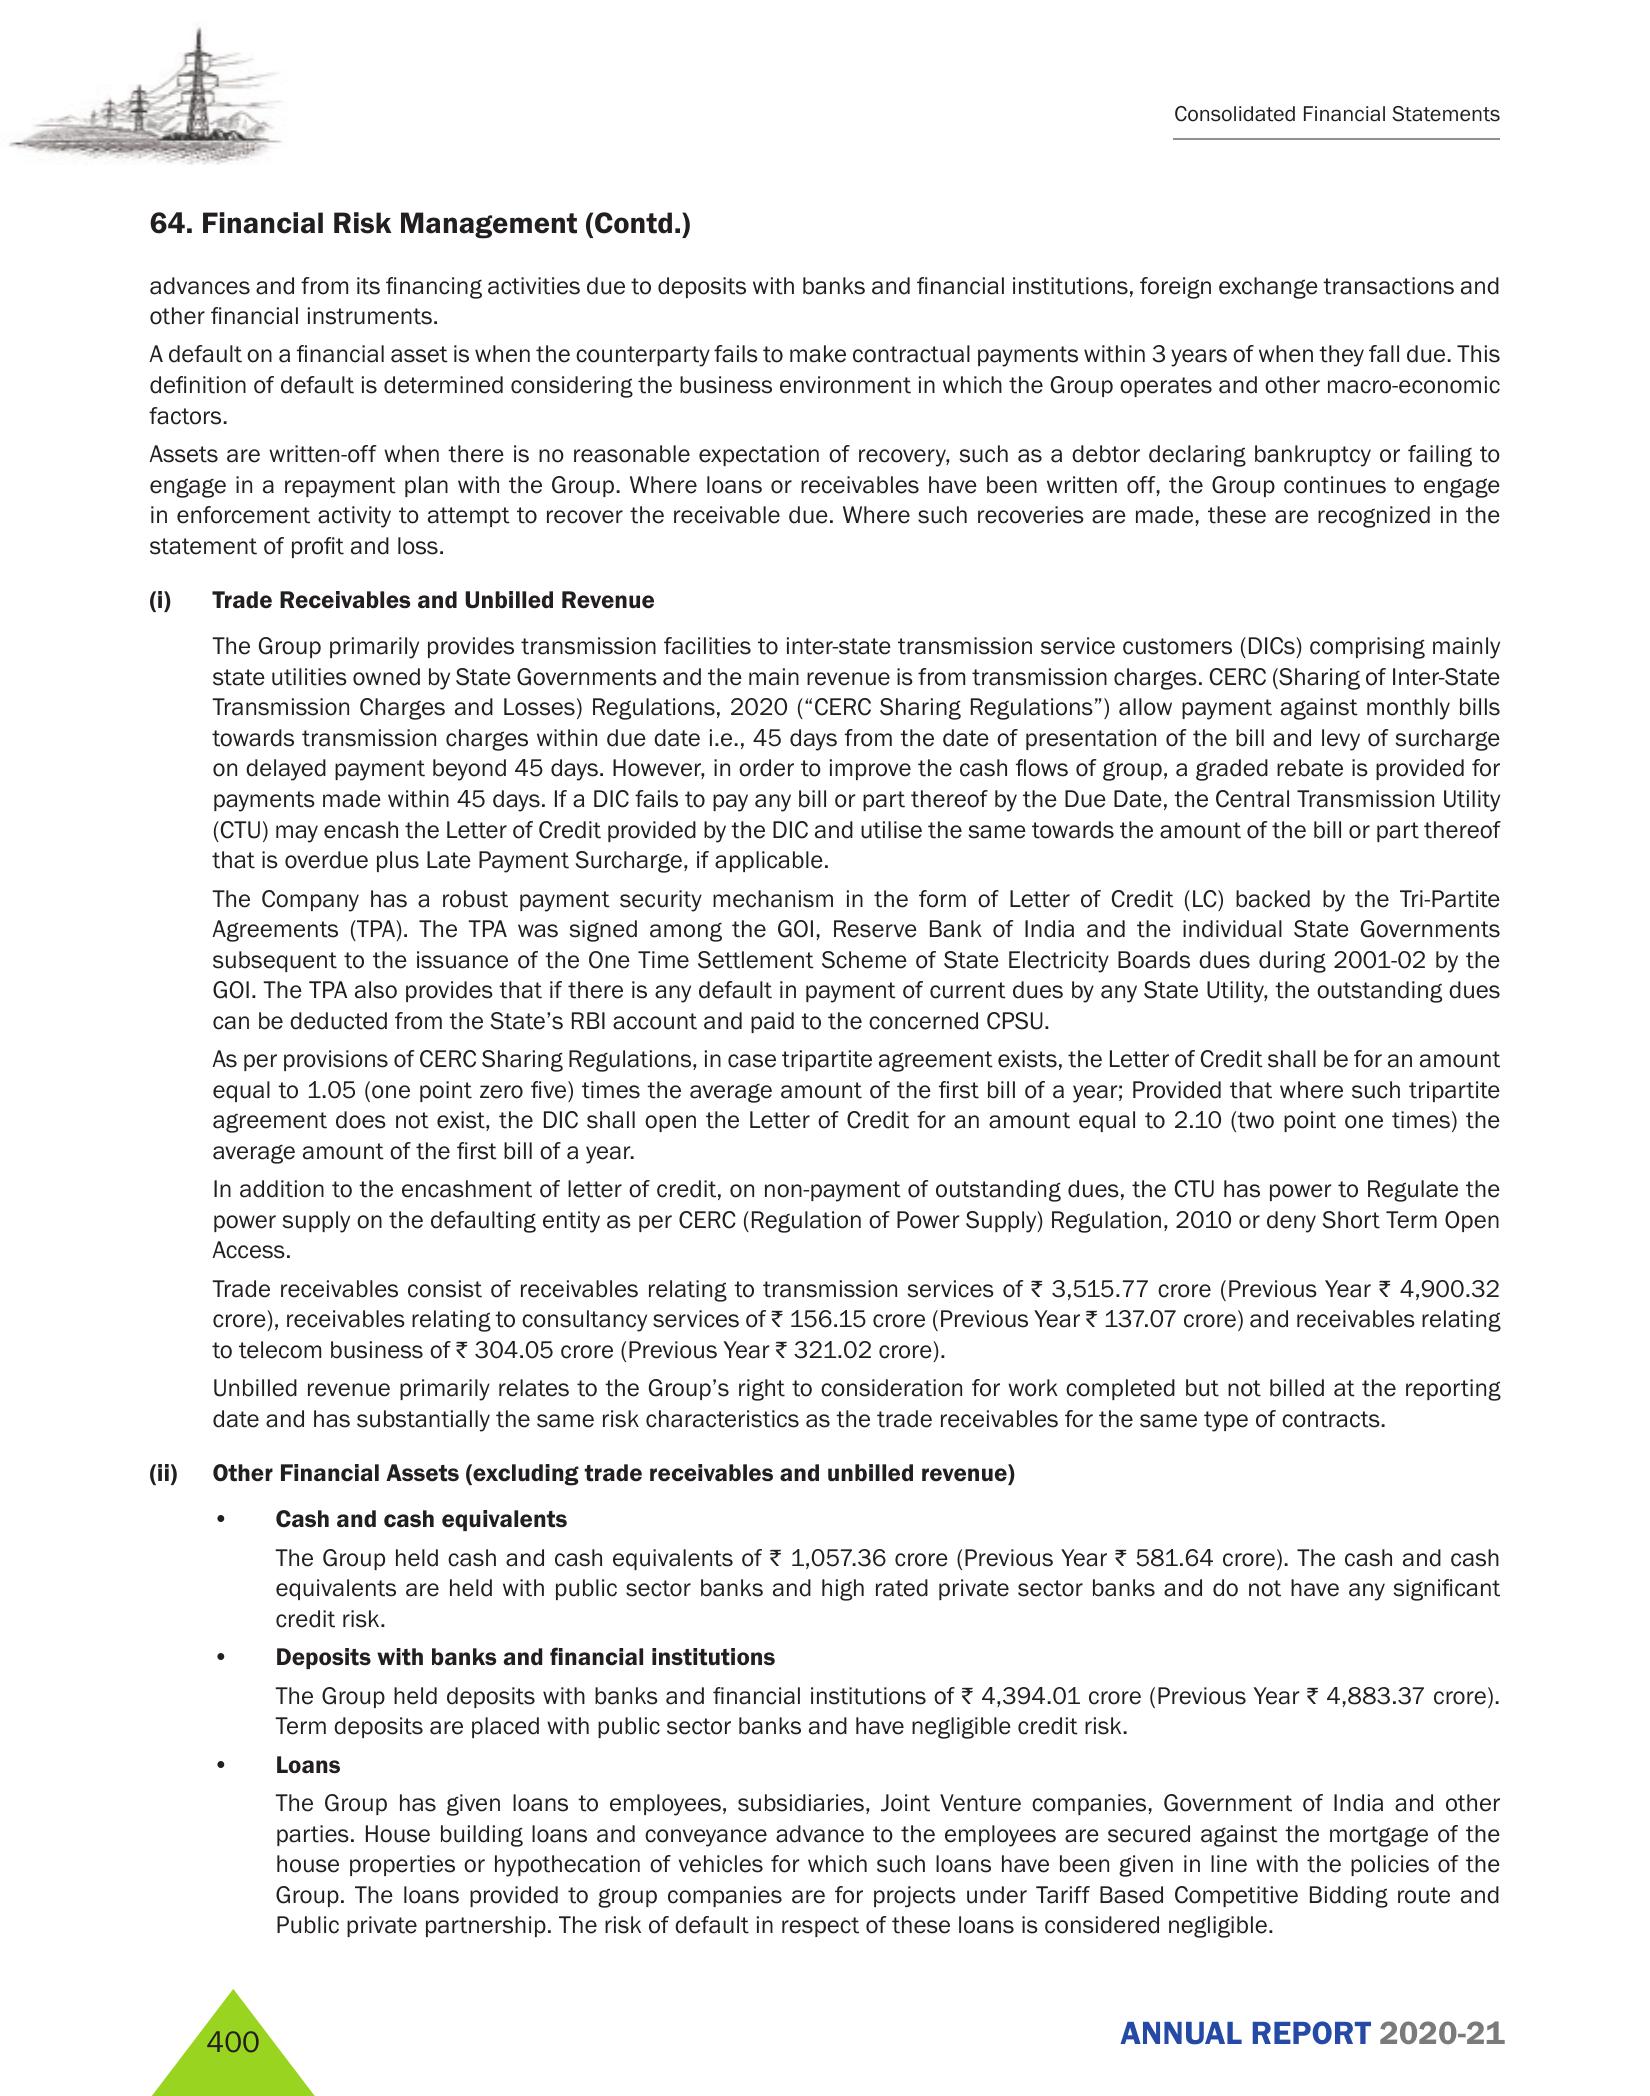 Consolidated Financial Statements
64. Financial Risk Management (Contd.)
advances and from its financing activities due to deposits with banks and financial institutions, foreign exchange transactions and
other financial instruments.
A default on a financial asset is when the counterparty fails to make contractual payments within 3 years of when they fall due. This
definition of default is determined considering the business environment in which the Group operates and other macro-economic
factors.
Assets are written-off when there is no reasonable expectation of recovery, such as a debtor declaring bankruptcy or failing to
engage in a repayment plan with the Group. Where loans or receivables have been written off, the Group continues to engage
in enforcement activity to attempt to recover the receivable due. Where such recoveries are made, these are recognized in the
statement of profit and loss.
(i) Trade Receivables and Unbilled Revenue
The Group primarily provides transmission facilities to inter-state transmission service customers (DICs) comprising mainly
state utilities owned by State Governments and the main revenue is from transmission charges. CERC (Sharing of Inter-State
Transmission Charges and Losses) Regulations, 2020 (“CERC Sharing Regulations”) allow payment against monthly bills
towards transmission charges within due date i.e., 45 days from the date of presentation of the bill and levy of surcharge
on delayed payment beyond 45 days. However, in order to improve the cash flows of group, a graded rebate is provided for
payments made within 45 days. If a DIC fails to pay any bill or part thereof by the Due Date, the Central Transmission Utility
(CTU) may encash the Letter of Credit provided by the DIC and utilise the same towards the amount of the bill or part thereof
that is overdue plus Late Payment Surcharge, if applicable.
The Company has a robust payment security mechanism in the form of Letter of Credit (LC) backed by the Tri-Partite
Agreements (TPA). The TPA was signed among the GOI, Reserve Bank of India and the individual State Governments
subsequent to the issuance of the One Time Settlement Scheme of State Electricity Boards dues during 2001-02 by the
GOI. The TPA also provides that if there is any default in payment of current dues by any State Utility, the outstanding dues
can be deducted from the State’s RBI account and paid to the concerned CPSU.
As per provisions of CERC Sharing Regulations, in case tripartite agreement exists, the Letter of Credit shall be for an amount
equal to 1.05 (one point zero five) times the average amount of the first bill of a year; Provided that where such tripartite
agreement does not exist, the DIC shall open the Letter of Credit for an amount equal to 2.10 (two point one times) the
average amount of the first bill of a year.
In addition to the encashment of letter of credit, on non-payment of outstanding dues, the CTU has power to Regulate the
power supply on the defaulting entity as per CERC (Regulation of Power Supply) Regulation, 2010 or deny Short Term Open
Access.
Trade receivables consist of receivables relating to transmission services of ₹ 3,515.77 crore (Previous Year ₹ 4,900.32
crore), receivables relating to consultancy services of ₹ 156.15 crore (Previous Year ₹ 137.07 crore) and receivables relating
to telecom business of ₹ 304.05 crore (Previous Year ₹ 321.02 crore).
Unbilled revenue primarily relates to the Group’s right to consideration for work completed but not billed at the reporting
date and has substantially the same risk characteristics as the trade receivables for the same type of contracts.
(ii) Other Financial Assets (excluding trade receivables and unbilled revenue)
• Cash and cash equivalents
The Group held cash and cash equivalents of ₹ 1,057.36 crore (Previous Year ₹ 581.64 crore). The cash and cash
equivalents are held with public sector banks and high rated private sector banks and do not have any significant
credit risk.
• Deposits with banks and financial institutions
The Group held deposits with banks and financial institutions of ₹ 4,394.01 crore (Previous Year ₹ 4,883.37 crore).
Term deposits are placed with public sector banks and have negligible credit risk.
• Loans
The Group has given loans to employees, subsidiaries, Joint Venture companies, Government of India and other
parties. House building loans and conveyance advance to the employees are secured against the mortgage of the
house properties or hypothecation of vehicles for which such loans have been given in line with the policies of the
Group. The loans provided to group companies are for projects under Tariff Based Competitive Bidding route and
Public private partnership. The risk of default in respect of these loans is considered negligible.
400
ANNUAL REPORT 2020-21